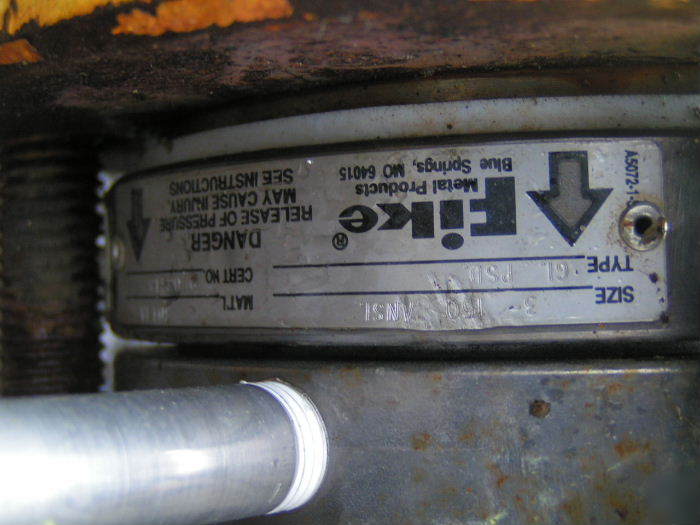 SIZE 3- 150 ANSI MAT'L
TYPE GL PSB CERT NO.
Fike®
Metal Products
Blue Springs, MO 64015
DANGER
RELEASE OF PRESSURE
MAY CAUSE INJURY.
SEE INSTRUCTIONS
A5072-1-